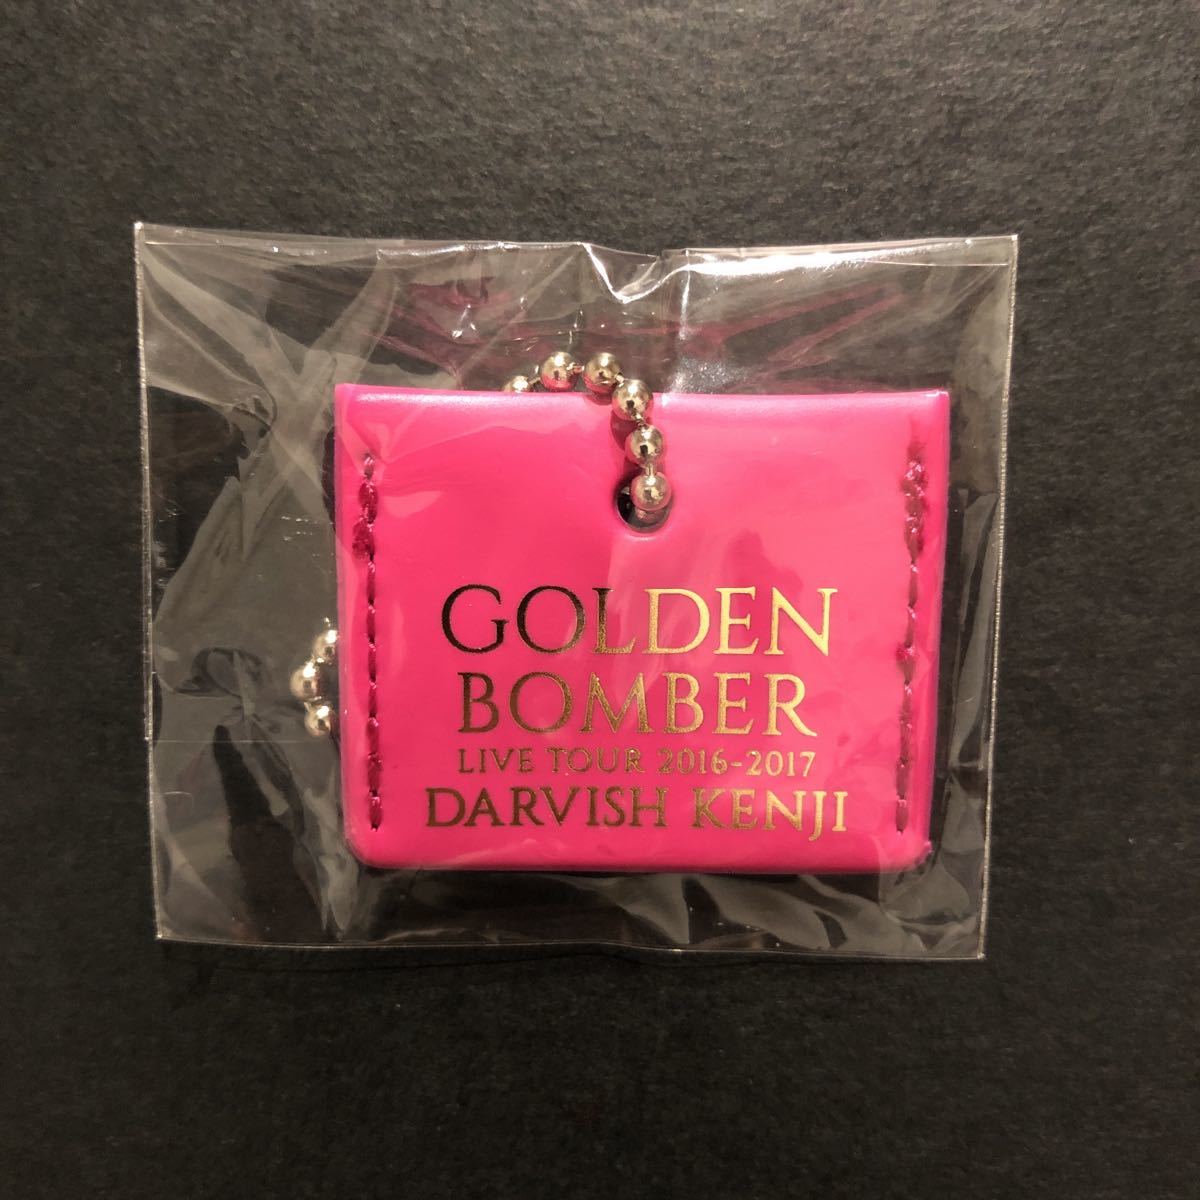 GOLDEN
BOMBER
LIVE TOUR 2016-2017
DARVISH KENJI